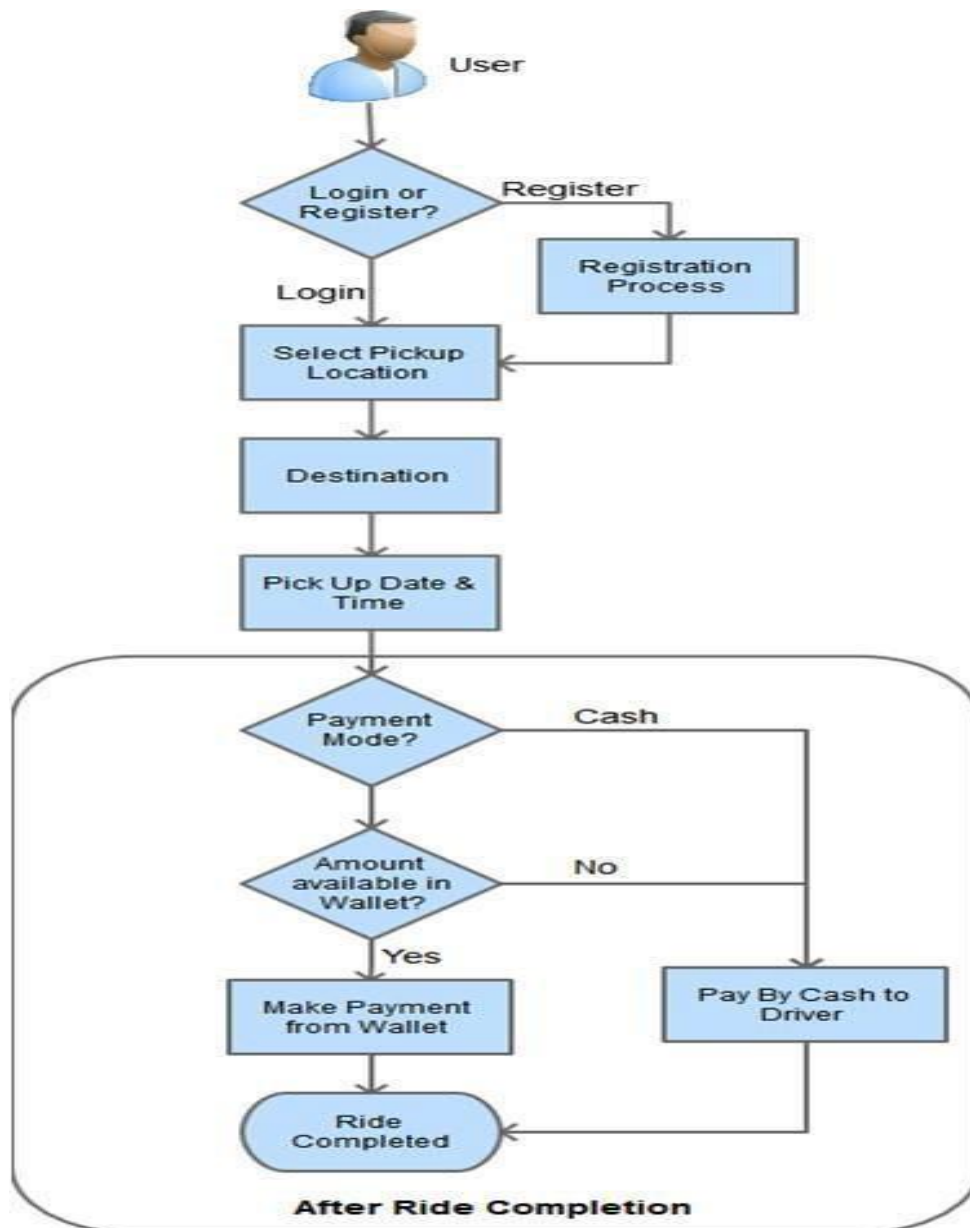 User
Login or
Register?
Register
Registration
Process
Login
Select Pickup
Location
Destination
Pick Up Date &
Time
Payment
Mode?
Cash
Amount
available in
Wallet?
No
Yes
Make Payment
from Wallet
Pay By Cash to
Driver
Ride
Completed
After Ride Completion